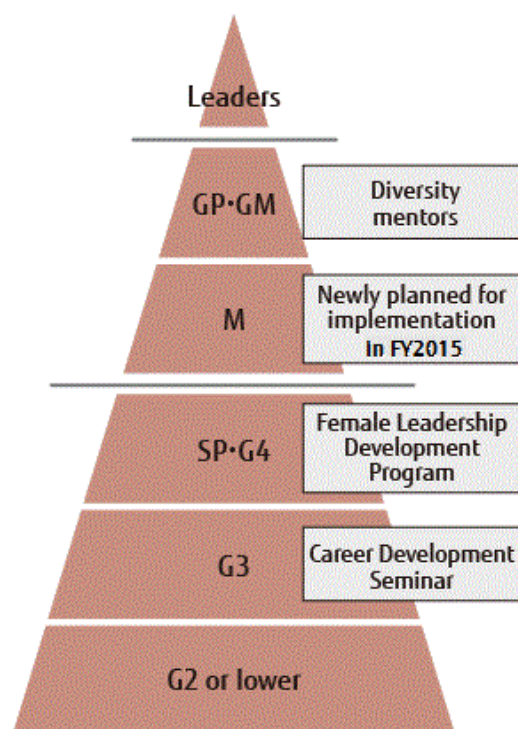 Leaders
GP•GM
Diversity
mentors
M
Newly planned for
implementation
In FY2015
SP•G4
Female Leadership
Development
Program
G3
Career Development
Seminar
G2 or lower